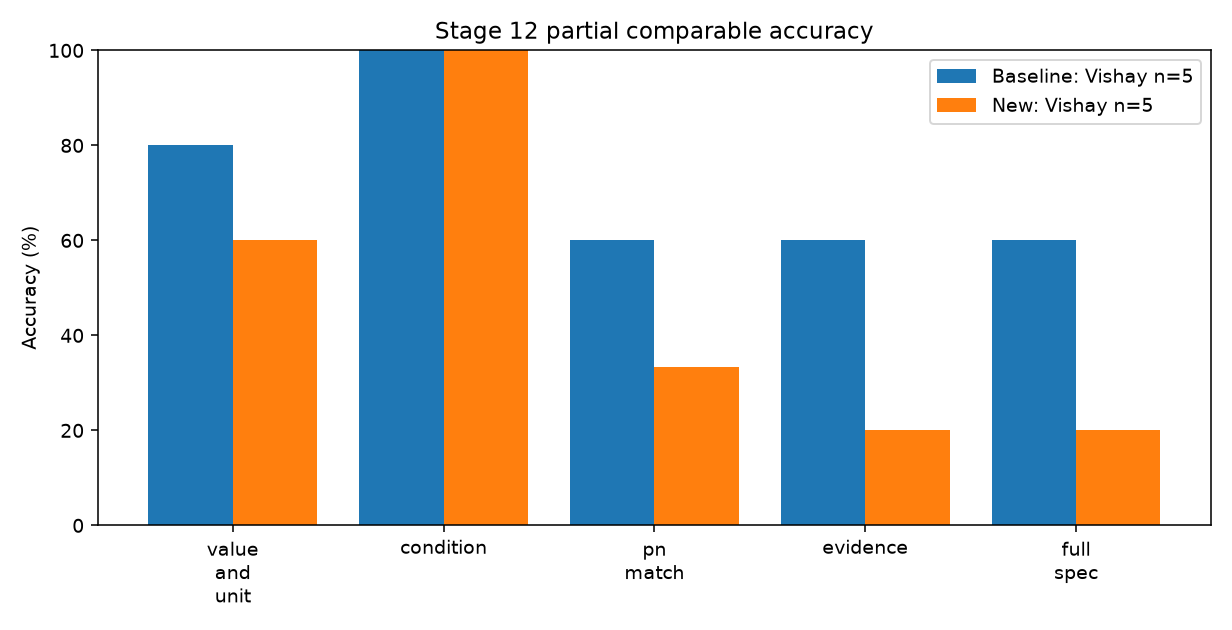 Stage 12 partial comparable accuracy
Baseline: Vishay n=5
New: Vishay n=5
Accuracy (%)
100
80
60
40
20
0
value
and
unit
condition
pn
match
evidence
full
spec